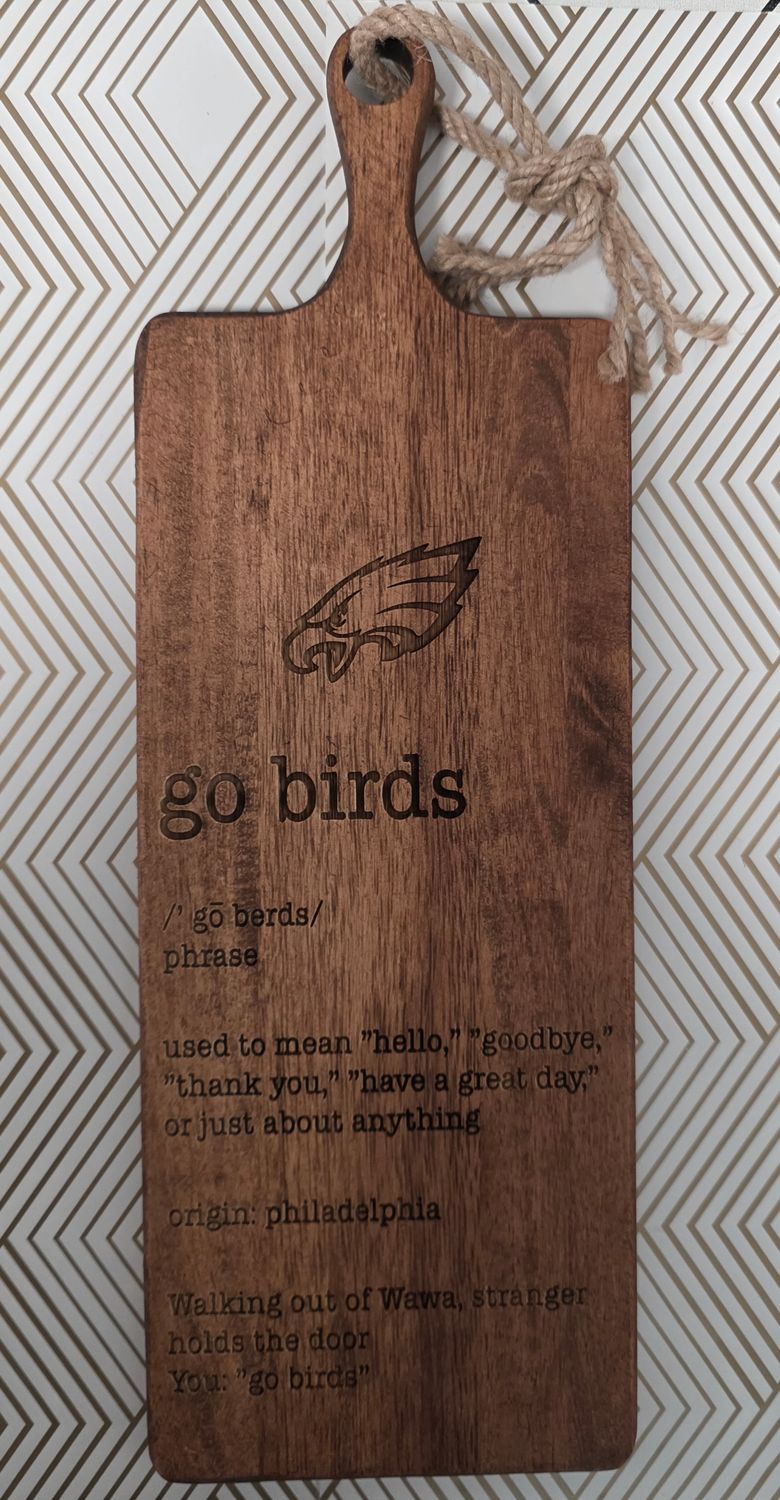 go birds
/’ gō berds/
phrase
used to mean ”hello,” ”goodbye,”
”thank you,” ”have a great day,”
or just about anything
origin: philadelphia
Walking out of Wawa, stranger
holds the door
You: ”go birds”